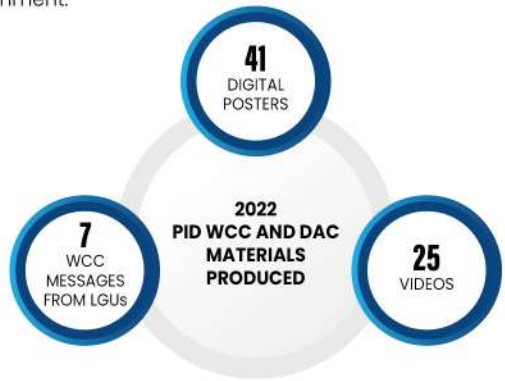 41
DIGITAL
POSTERS
2022
PID WCC AND DAC
MATERIALS
PRODUCED
7
WCC
MESSAGES
FROM LGUs
25
VIDEOS